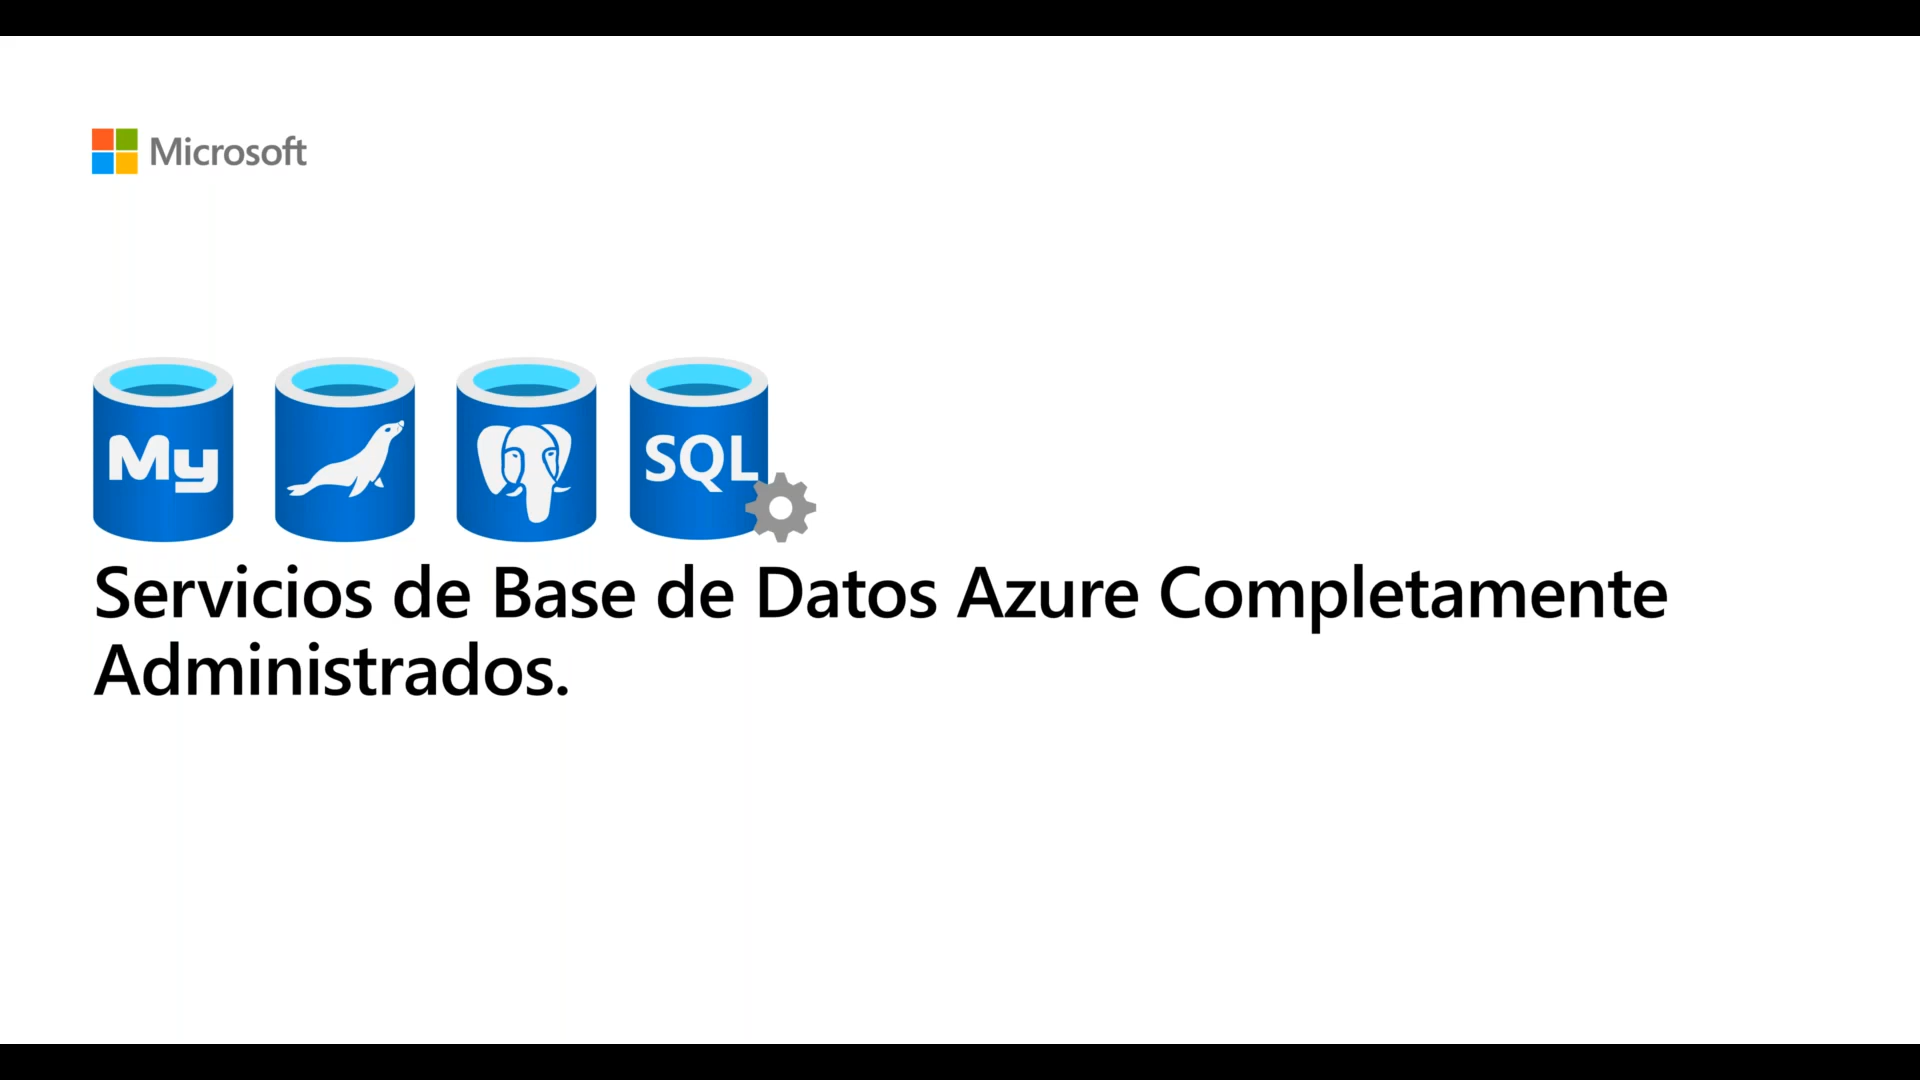 Microsoft
My
SQL
Servicios de Base de Datos Azure Completamente
Administrados.